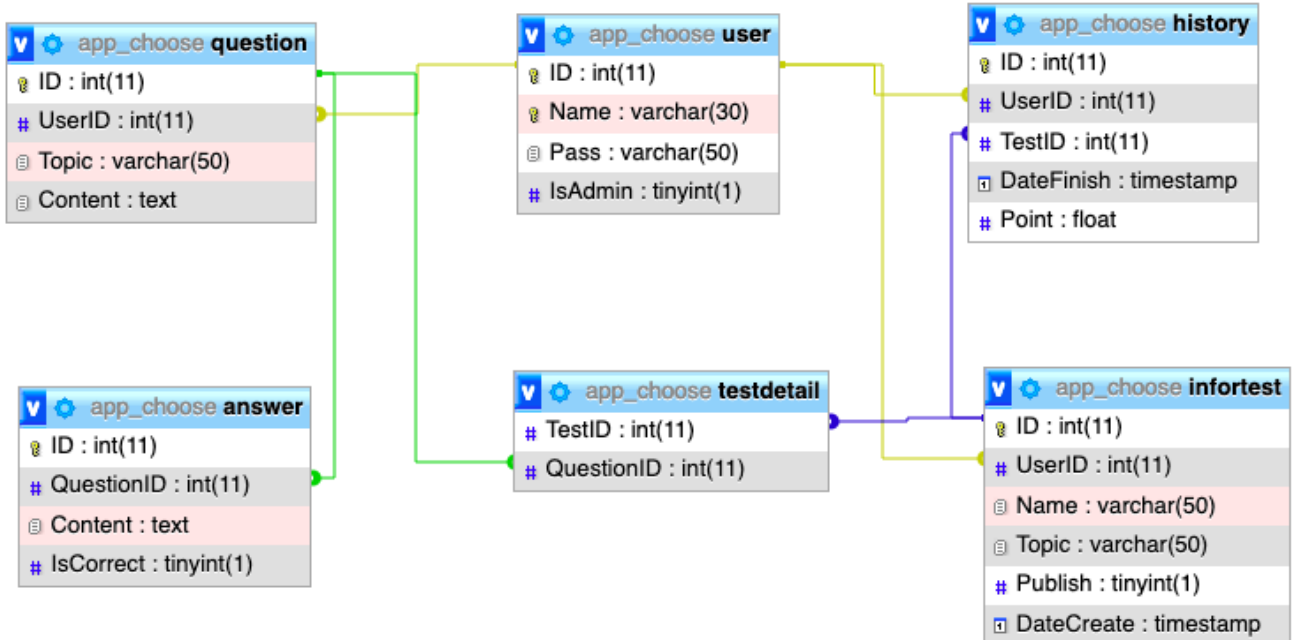 app_choose question
ID : int(11)
UserID : int(11)
Topic : varchar(50)
Content : text
app_choose user
ID : int(11)
Name : varchar(30)
Pass : varchar(50)
IsAdmin : tinyint(1)
app_choose history
ID : int(11)
UserID : int(11)
TestID : int(11)
DateFinish : timestamp
Point : float
app_choose answer
ID : int(11)
QuestionID : int(11)
Content : text
IsCorrect : tinyint(1)
app_choose testdetail
TestID : int(11)
QuestionID : int(11)
app_choose infortest
ID : int(11)
UserID : int(11)
Name : varchar(50)
Topic : varchar(50)
Publish : tinyint(1)
DateCreate : timestamp